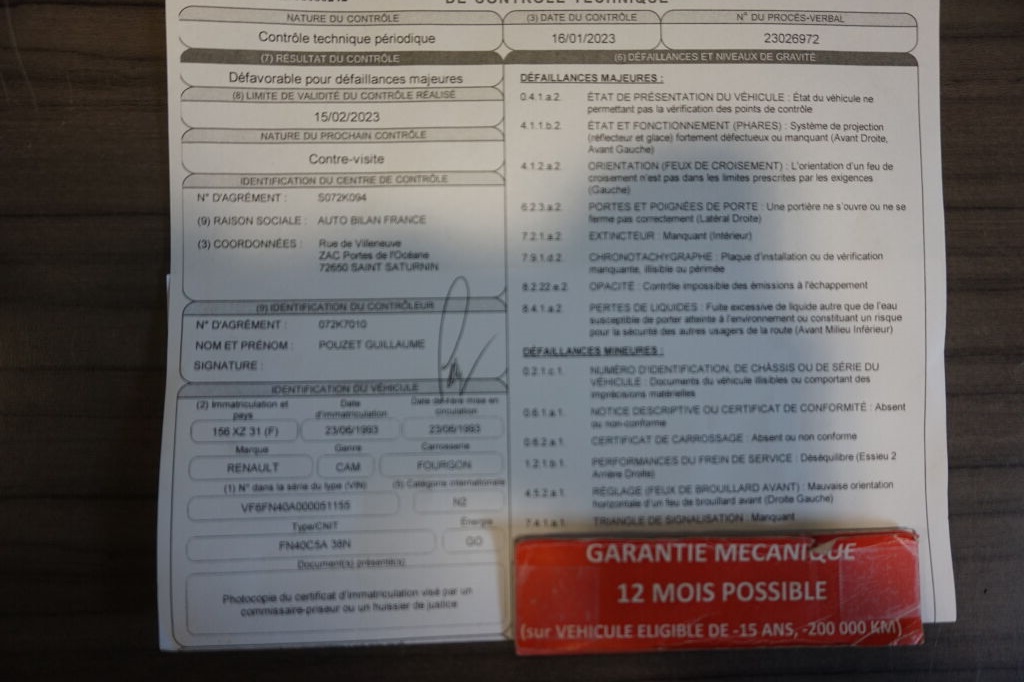 DE CONTRÔLE TECHNIQUE
NATURE DU CONTRÔLE
Contrôle technique périodique
(3) DATE DU CONTRÔLE
16/01/2023
N° DU PROCÈS-VERBAL
23026972
(7) RÉSULTAT DU CONTRÔLE
Défavorable pour défaillances majeures
(8) LIMITE DE VALIDITÉ DU CONTRÔLE RÉALISÉ
15/02/2023
NATURE DU PROCHAIN CONTRÔLE
Contre-visite
IDENTIFICATION DU CENTRE DE CONTRÔLE
N° D'AGRÉMENT : S072K094
(9) RAISON SOCIALE : AUTO BILAN FRANCE
(3) COORDONNÉES : Rue de Villeneuve
ZAC Portes de l'Océane
72650 SAINT SATURNIN
(9) IDENTIFICATION DU CONTRÔLEUR
N° D'AGRÉMENT : 072K7010
NOM ET PRÉNOM : POUZET GUILLAUME
SIGNATURE :
IDENTIFICATION DU VÉHICULE
(2) Immatriculation et pays
156 XZ 31 (F)
Date d'immatriculation
23/06/1993
Date de 1ère mise en circulation
23/06/1993
Marque
RENAULT
Genre
CAM
Carrosserie
FOURGON
(1) N° dans la série du type (VIN)
VF6FN40A000051155
(5) Catégorie internationale
N2
Type/CNIT
FN40C5A 38N
Énergie
GO
Document(s) présenté(s)
Photocopie du certificat d'immatriculation visé par un
commissaire-priseur ou un huissier de justice
(6) DÉFAILLANCES ET NIVEAUX DE GRAVITÉ
DÉFAILLANCES MAJEURES :
0.4.1.a.2. ÉTAT DE PRÉSENTATION DU VÉHICULE : État du véhicule ne
permettant pas la vérification des points de contrôle
4.1.1.b.2. ÉTAT ET FONCTIONNEMENT (PHARES) : Système de projection
(réflecteur et glace) fortement défectueux ou manquant (Avant Droite,
Avant Gauche)
4.1.2.a.2. ORIENTATION (FEUX DE CROISEMENT) : L'orientation d'un feu de
croisement n'est pas dans les limites prescrites par les exigences
(Gauche)
6.2.3.a.2. PORTES ET POIGNÉES DE PORTE : Une portière ne s'ouvre ou ne se
ferme pas correctement (Latéral Droite)
7.2.1.a.2. EXTINCTEUR : Manquant (Intérieur)
7.9.1.d.2. CHRONOTACHYGRAPHE : Plaque d'installation ou de vérification
manquante, illisible ou périmée
8.2.22.e.2. OPACITÉ : Contrôle impossible des émissions à l'échappement
8.4.1.a.2. PERTES DE LIQUIDES : Fuite excessive de liquide autre que de l'eau
susceptible de porter atteinte à l'environnement ou constituant un risque
pour la sécurité des autres usagers de la route (Avant Milieu Inférieur)
DÉFAILLANCES MINEURES :
0.2.1.c.1. NUMÉRO D'IDENTIFICATION, DE CHÂSSIS OU DE SÉRIE DU
VÉHICULE : Documents du véhicule illisibles ou comportant des
imprécisions matérielles
0.6.1.a.1. NOTICE DESCRIPTIVE OU CERTIFICAT DE CONFORMITÉ : Absent
ou non-conforme
0.6.2.a.1. CERTIFICAT DE CARROSSAGE : Absent ou non conforme
1.2.1.b.1. PERFORMANCES DU FREIN DE SERVICE : Déséquilibre (Essieu 2
Arrière Droite)
4.5.2.a.1. RÉGLAGE (FEUX DE BROUILLARD AVANT) : Mauvaise orientation
horizontale d'un feu de brouillard avant (Droite Gauche)
7.4.1.a.1. TRIANGLE DE SIGNALISATION : Manquant
GARANTIE MECANIQUE
12 MOIS POSSIBLE
(sur VEHICULE ELIGIBLE DE -15 ANS, -200 000 KM)